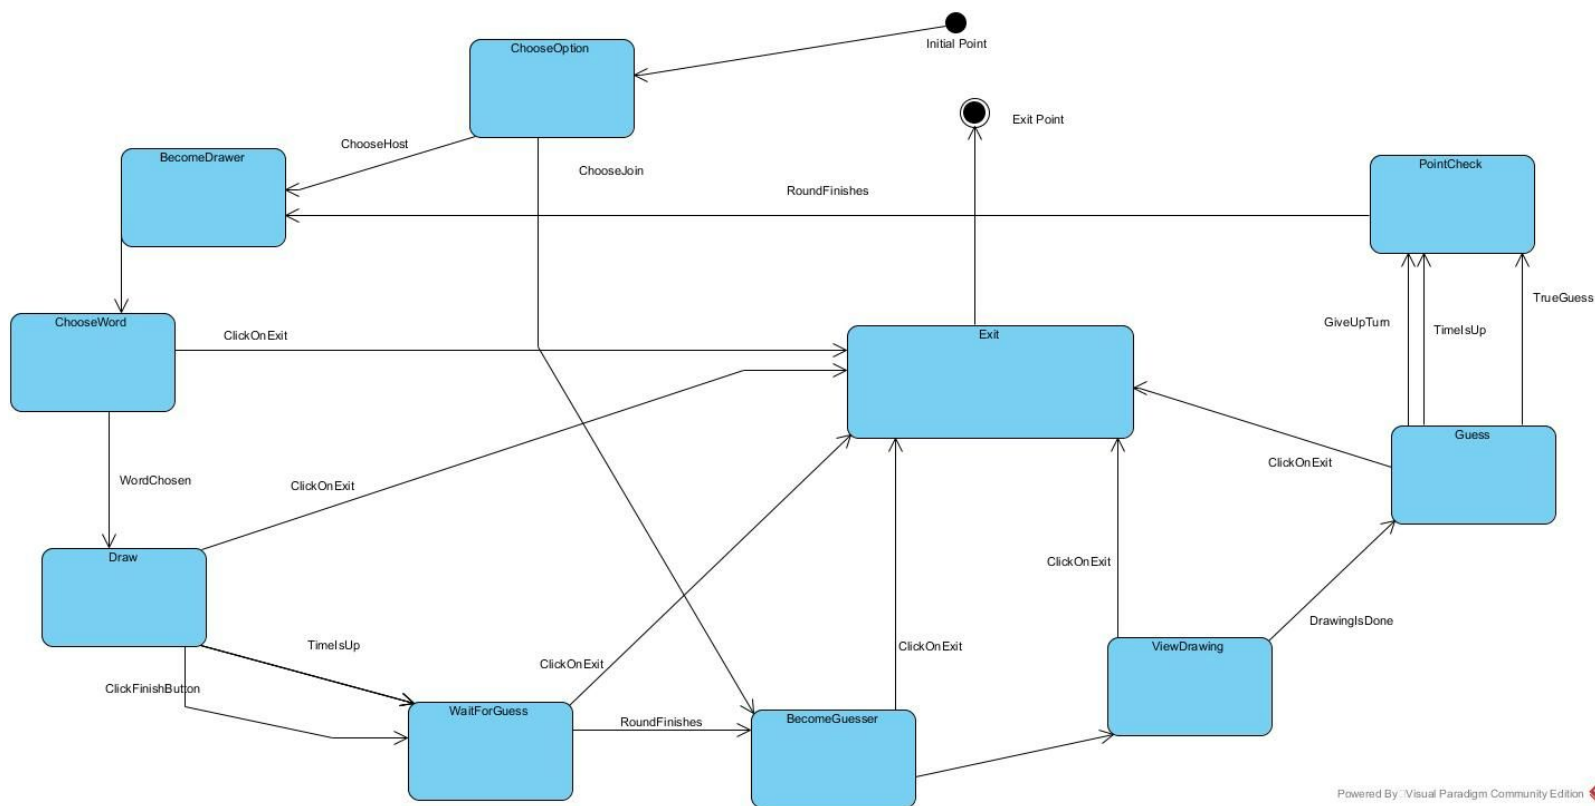 Initial Point
ChooseOption
Exit Point
ChooseHost
BecomeDrawer
ChooseJoin
PointCheck
RoundFinishes
TrueGuess
ChooseWord
GiveUpTurn
TimeIsUp
ClickOnExit
Exit
Guess
ClickOnExit
WordChosen
ClickOnExit
Draw
ClickOnExit
DrawingIsDone
TimeIsUp
ClickOnExit
ClickOnExit
ViewDrawing
ClickFinishButton
WaitForGuess
RoundFinishes
BecomeGuesser
Powered By Visual Paradigm Community Edition